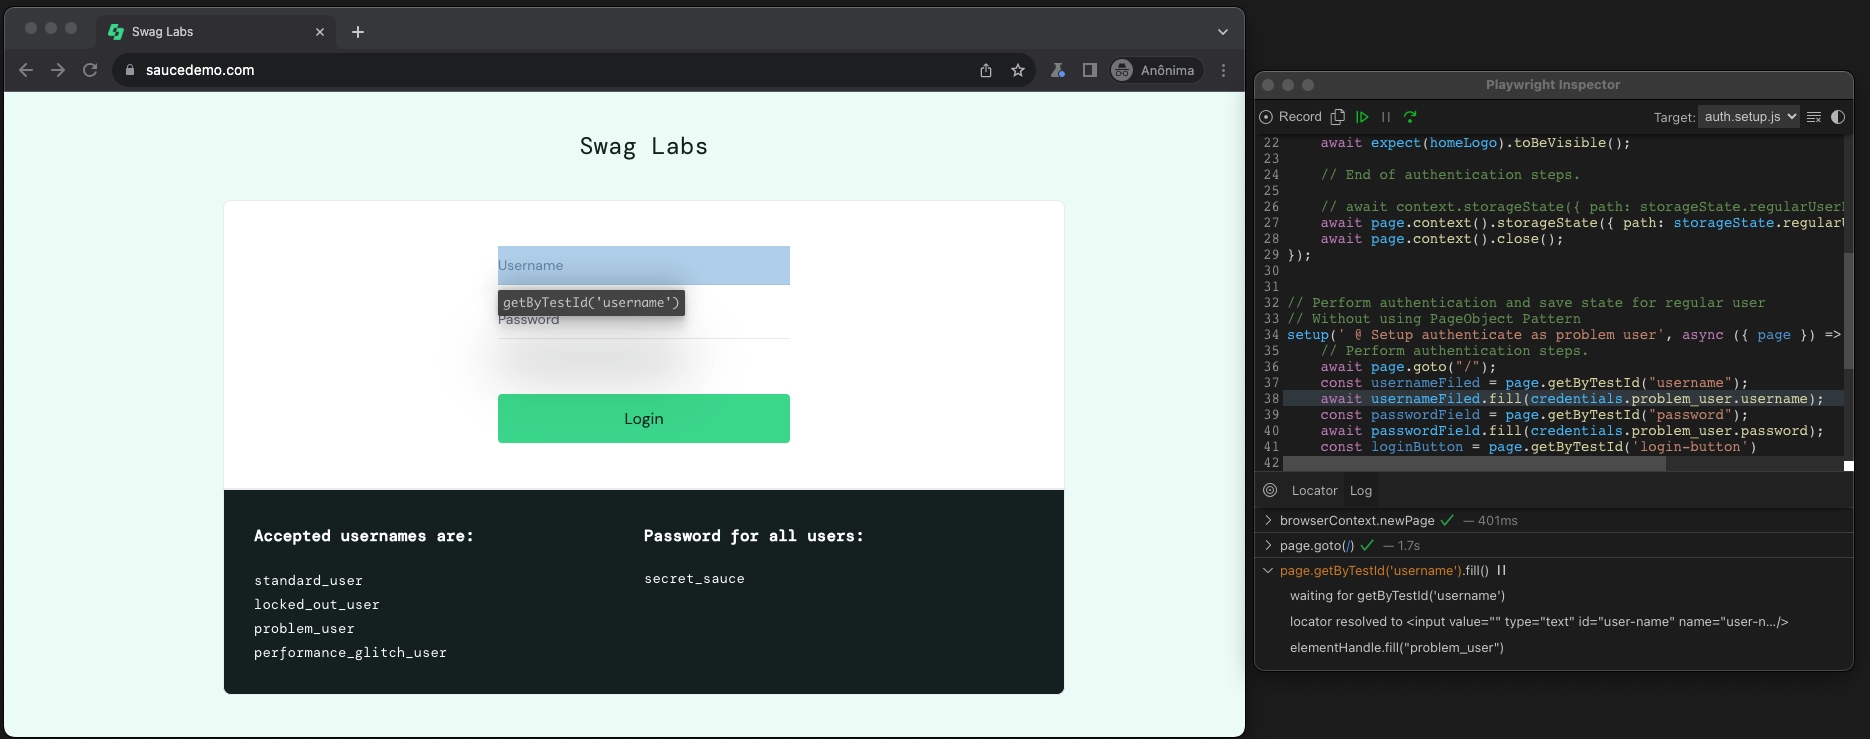 Swag Labs
saucedemo.com
Anônima
Swag Labs
Username
getByTestId('username')
Password
Login
Accepted usernames are:
standard_user
locked_out_user
problem_user
performance_glitch_user
Password for all users:
secret_sauce
Playwright Inspector
Record
Target: auth.setup.js
22 await expect(homeLogo).toBeVisible();
23
24 // End of authentication steps.
25
26 // await context.storageState({ path: storageState.regularUser
27 await page.context().storageState({ path: storageState.regular
28 await page.context().close();
29 });
30
31
32 // Perform authentication and save state for regular user
33 // Without using PageObject Pattern
34 setup(' @ Setup authenticate as problem user', async ({ page }) =>
35 // Perform authentication steps.
36 await page.goto("/");
37 const usernameFiled = page.getByTestId("username");
38 await usernameFiled.fill(credentials.problem_user.username);
39 const passwordField = page.getByTestId("password");
40 await passwordField.fill(credentials.problem_user.password);
41 const loginButton = page.getByTestId('login-button')
42
Locator Log
browserContext.newPage ✓ — 401ms
page.goto(/) ✓ — 1.7s
page.getByTestId('username').fill()
waiting for getByTestId('username')
locator resolved to <input value="" type="text" id="user-name" name="user-n…/>
elementHandle.fill("problem_user")